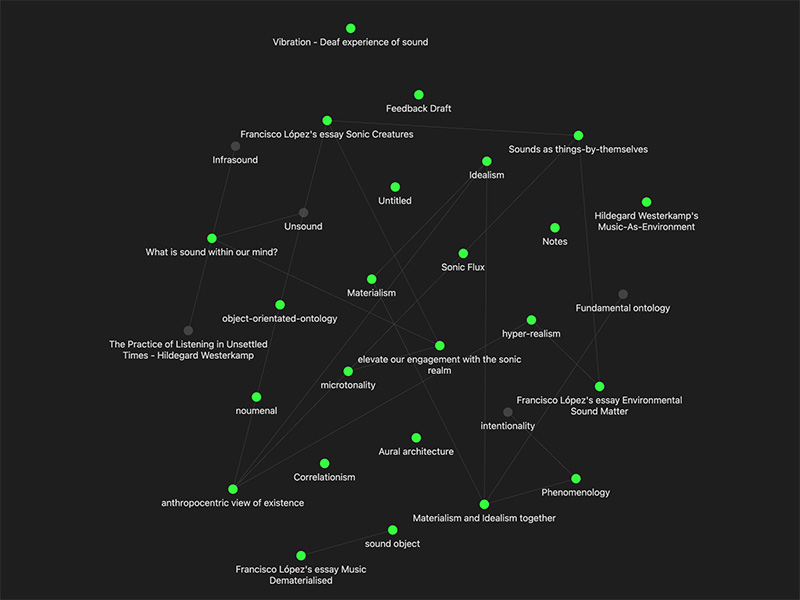 Vibration – Deaf experience of sound
Feedback Draft
Francisco López's essay Sonic Creatures
Sounds as things-by-themselves
Infrasound
Idealism
Untitled
Hildegard Westerkamp's
Music-As-Environment
Unsound
Notes
What is sound within our mind?
Sonic Flux
Materialism
Fundamental ontology
object-orientated-ontology
hyper-realism
The Practice of Listening in Unsettled
Times - Hildegard Westerkamp
elevate our engagement with the sonic
realm
microtonality
Francisco López's essay Environmental
Sound Matter
noumenal
intentionality
Aural architecture
Correlationism
Phenomenology
anthropocentric view of existence
Materialism and Idealism together
sound object
Francisco López's essay Music
Dematerialised